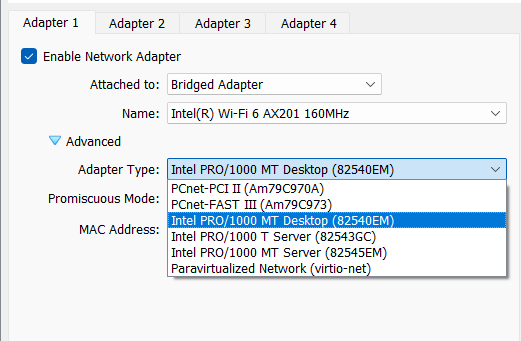 Adapter 1 Adapter 2 Adapter 3 Adapter 4
Enable Network Adapter
Attached to: Bridged Adapter
Name: Intel(R) Wi-Fi 6 AX201 160MHz
Advanced
Adapter Type: Intel PRO/1000 MT Desktop (82540EM)
PCnet-PCI II (Am79C970A)
Promiscuous Mode: PCnet-FAST III (Am79C973)
Intel PRO/1000 MT Desktop (82540EM)
MAC Address: Intel PRO/1000 T Server (82543GC)
Intel PRO/1000 MT Server (82545EM)
Paravirtualized Network (virtio-net)